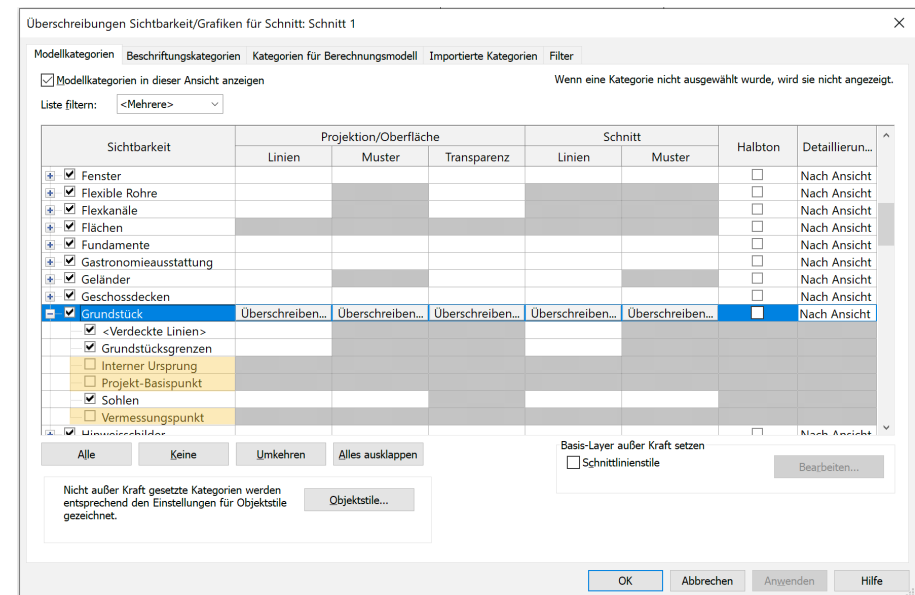 Überschreibungen Sichtbarkeit/Grafiken für Schnitt: Schnitt 1
Modellkategorien Beschriftungskategorien Kategorien für Berechnungsmodell Importierte Kategorien Filter
Modellkategorien in dieser Ansicht anzeigen Wenn eine Kategorie nicht ausgewählt wurde, wird sie nicht angezeigt.
Liste filtern: <Mehrere>
Sichtbarkeit Projektion/Oberfläche Schnitt Halbton Detaillierun...
Linien Muster Transparenz Linien Muster
Fenster Nach Ansicht
Flexible Rohre Nach Ansicht
Flexkanäle Nach Ansicht
Flächen Nach Ansicht
Fundamente Nach Ansicht
Gastronomieausstattung Nach Ansicht
Geländer Nach Ansicht
Geschossdecken Nach Ansicht
Grundstück Überschreiben... Überschreiben... Überschreiben... Überschreiben... Überschreiben... Nach Ansicht
<Verdeckte Linien>
Grundstücksgrenzen
Interner Ursprung
Projekt-Basispunkt
Sohlen
Vermessungspunkt
Hinweisschilder Nach Ansicht
Alle Keine Umkehren Alles ausklappen
Basis-Layer außer Kraft setzen
Schnittlinienstile Bearbeiten...
Nicht außer Kraft gesetzte Kategorien werden
entsprechend den Einstellungen für Objektstile
gezeichnet.
Objektstile...
OK Abbrechen Anwenden Hilfe